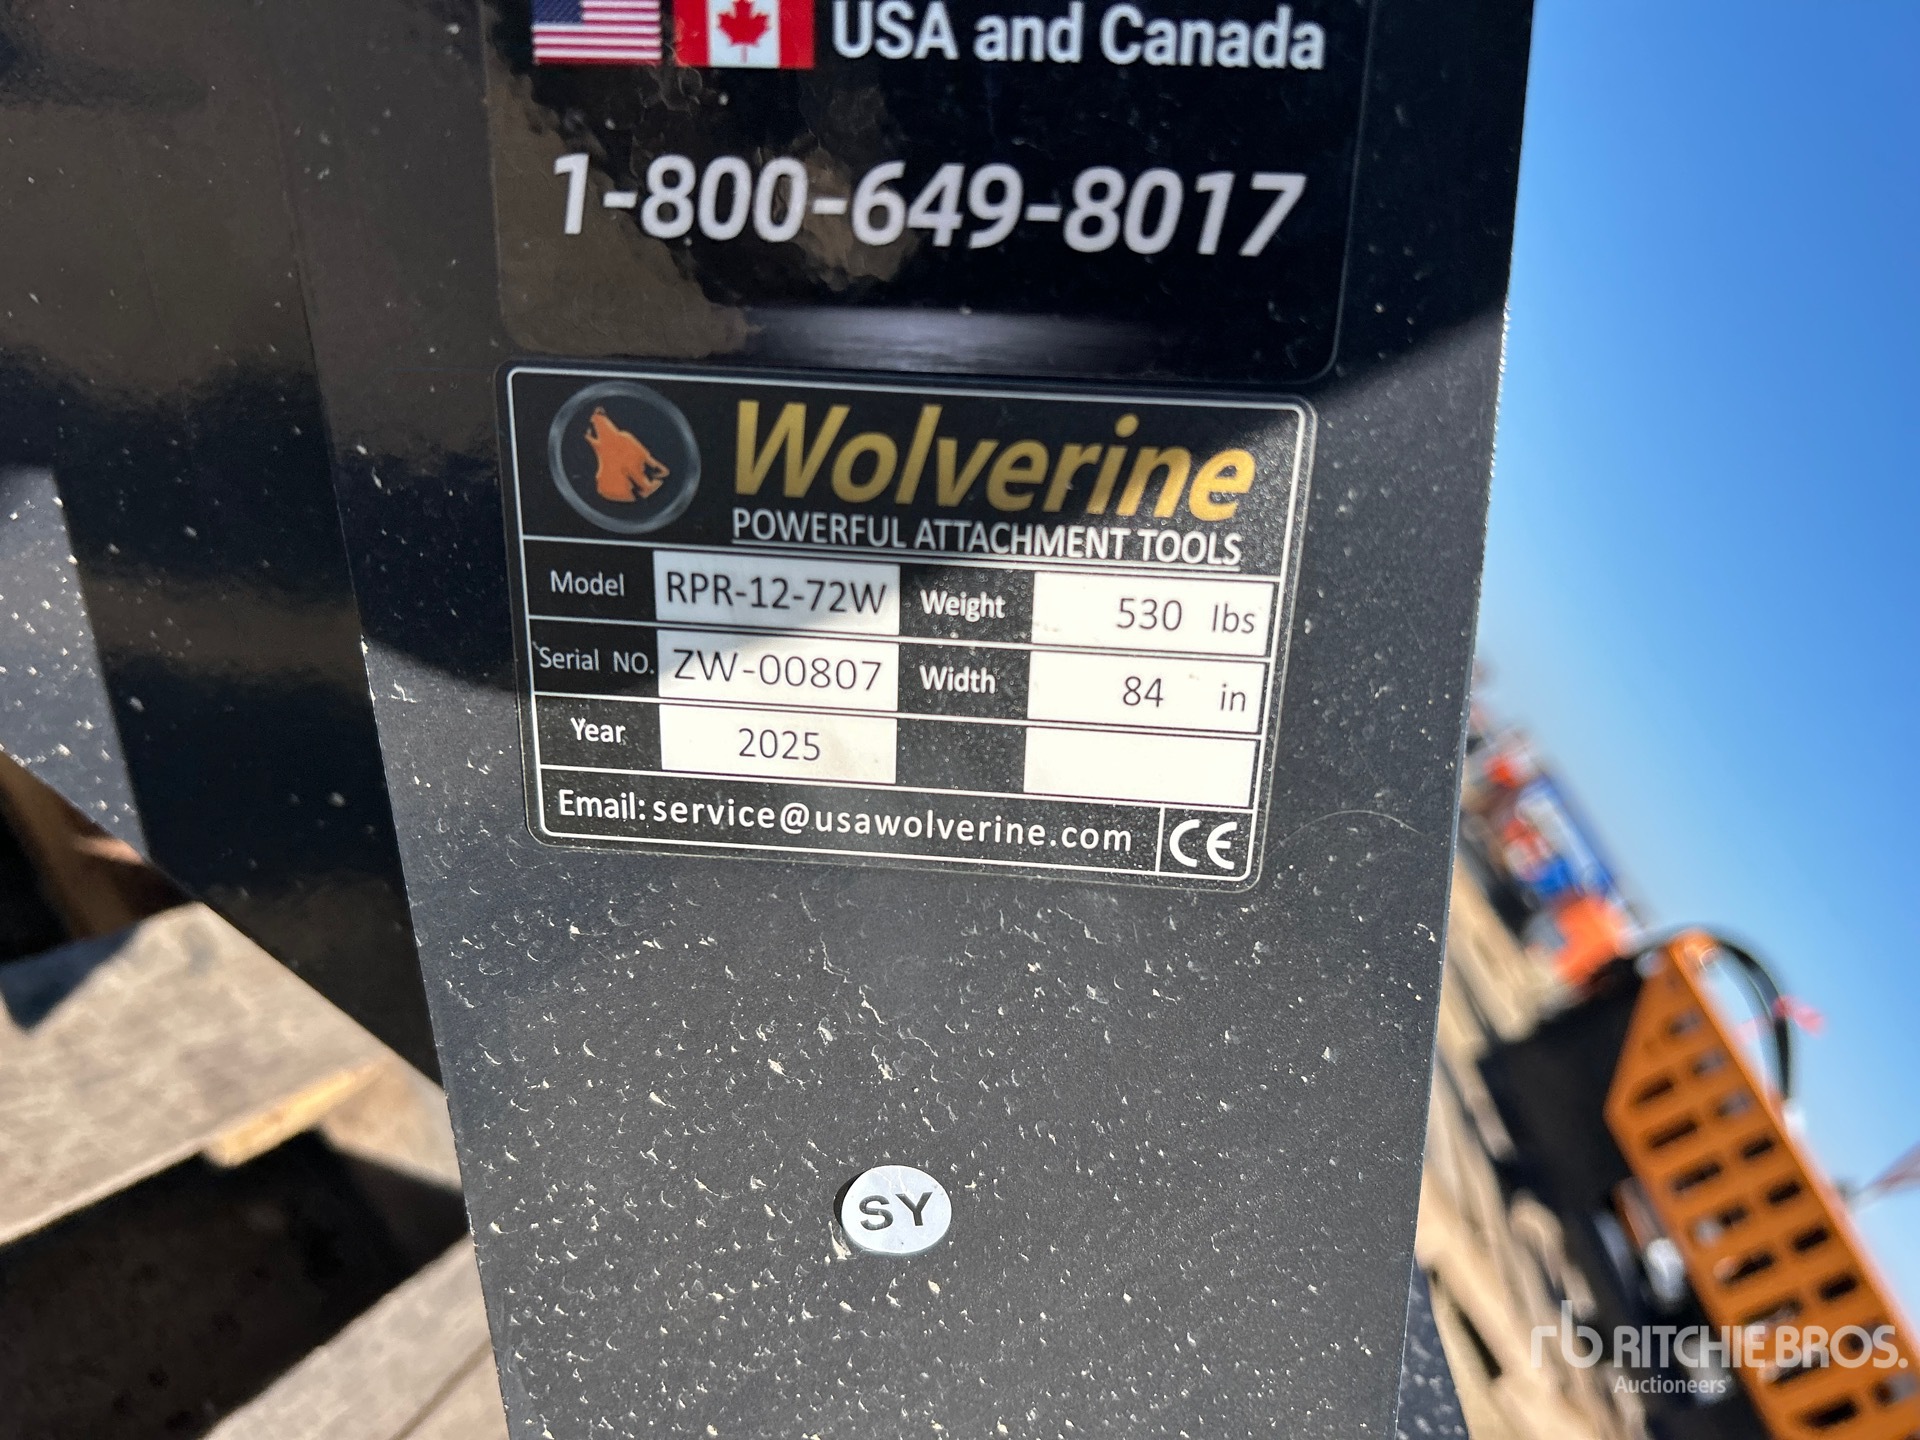 USA and Canada
1-800-649-8017
Wolverine
POWERFUL ATTACHMENT TOOLS
Model RPR-12-72W Weight 530 lbs
Serial NO. ZW-00807 Width 84 in
Year 2025
Email: service@usawolverine.com CE
SY
rb RITCHIE BROS.
Auctioneers